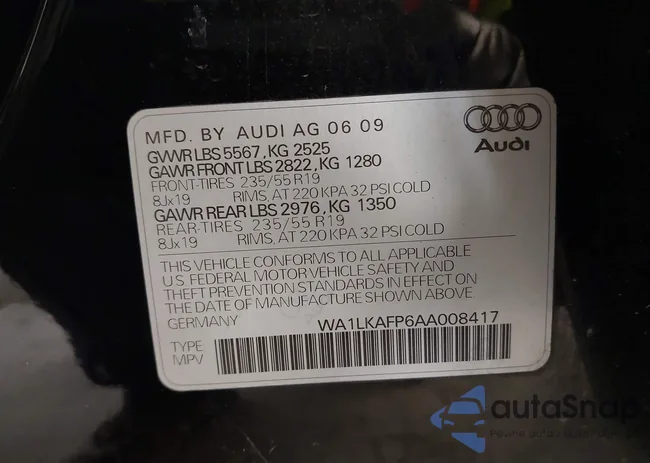 MFD. BY AUDI AG 06 09
GVWR LBS 5567, KG 2525
GAWR FRONT LBS 2822, KG 1280
FRONT-TIRES 235/55 R19
8Jx19 RIMS, AT 220 KPA 32 PSI COLD
GAWR REAR LBS 2976, KG 1350
REAR-TIRES 235/55 R19
8Jx19 RIMS, AT 220 KPA 32 PSI COLD
Audi
THIS VEHICLE CONFORMS TO ALL APPLICABLE
U.S. FEDERAL MOTOR VEHICLE SAFETY AND
THEFT PREVENTION STANDARDS IN EFFECT ON
THE DATE OF MANUFACTURE SHOWN ABOVE
GERMANY WA1LKAFP6AA008417
TYPE
MPV
autaSnap
Pewne auto